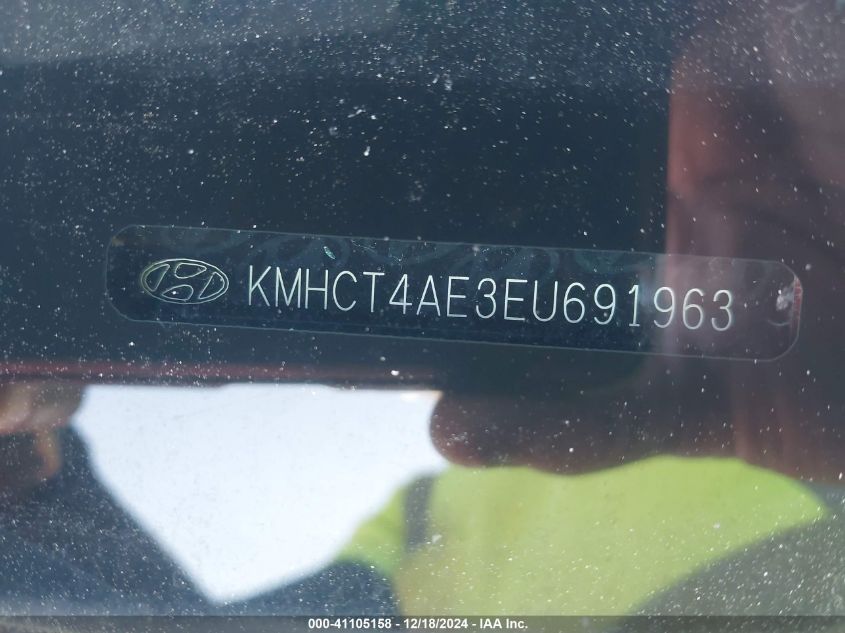 KMHCT4AE3EU691963
000-41105158 - 12/18/2024 - IAA Inc.